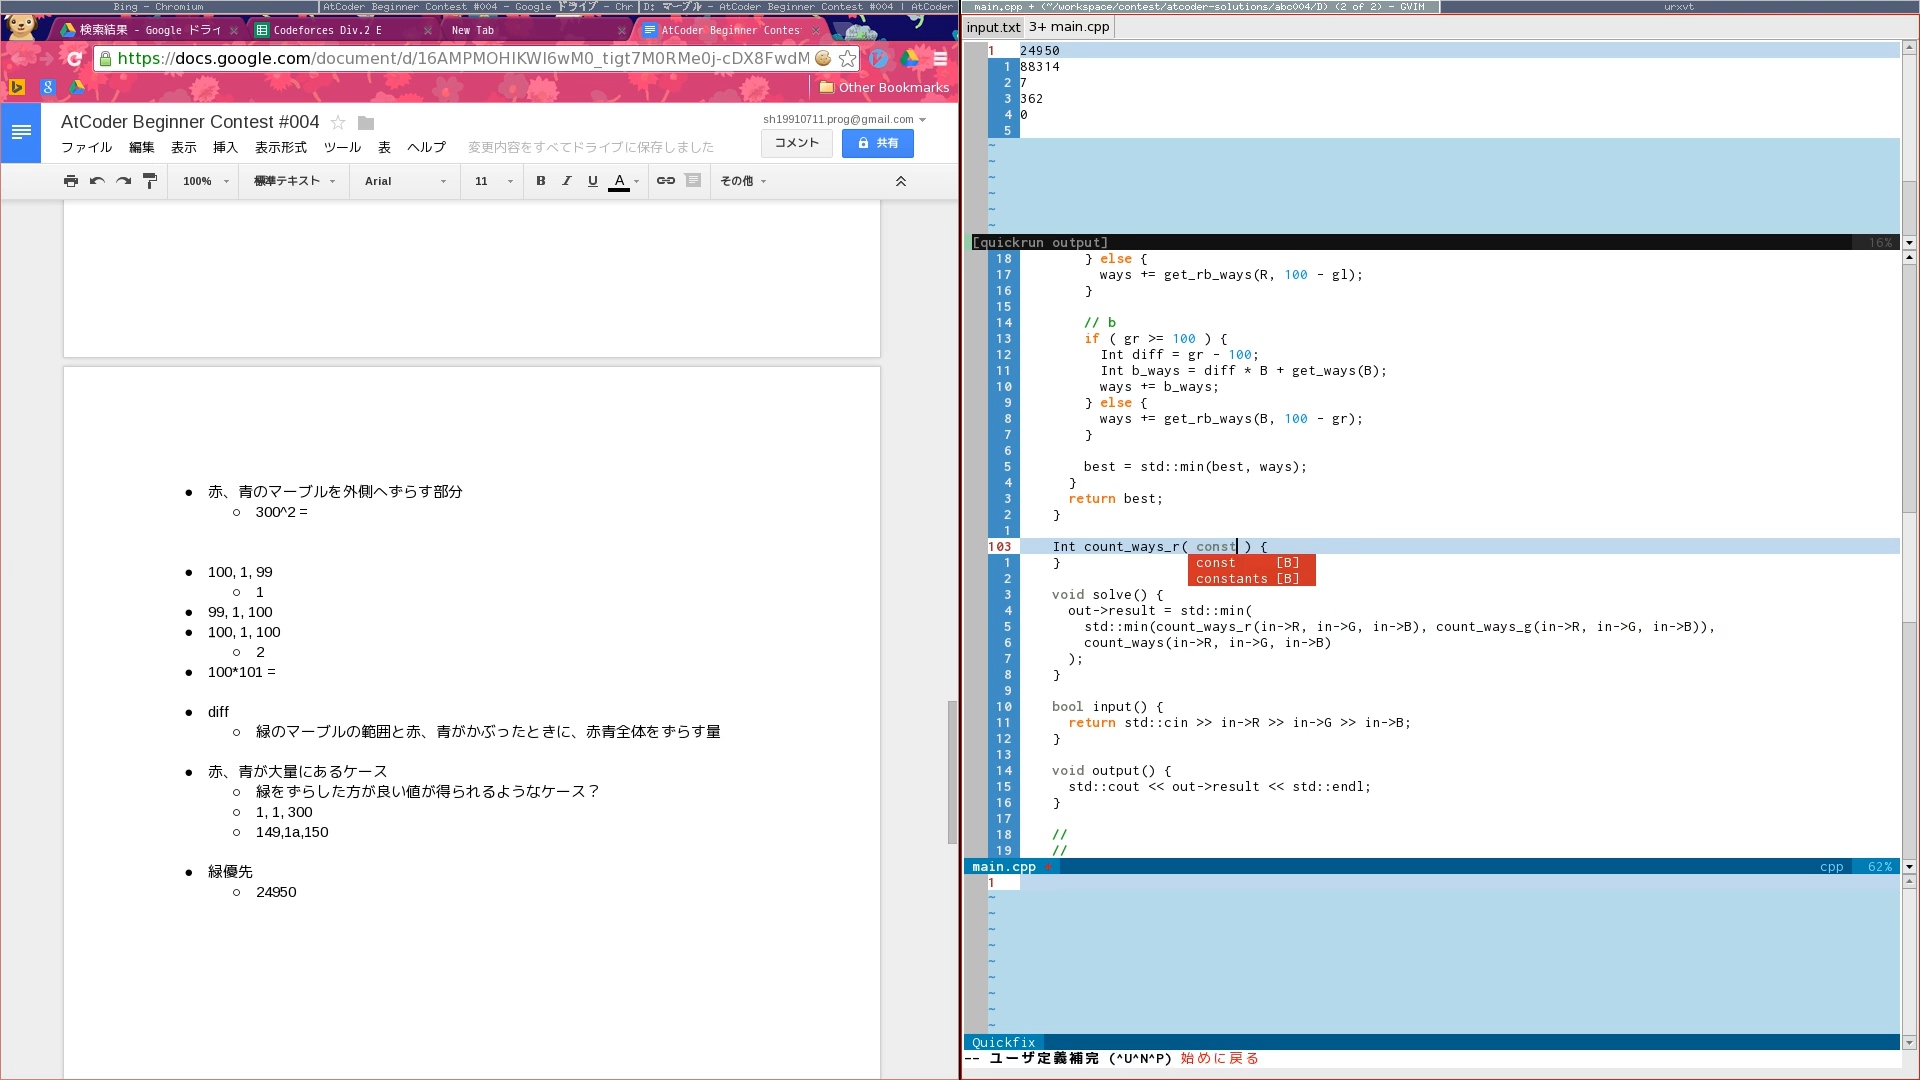 Bing - Chromium
AtCoder Beginner Contest #004 - Google ドライブ - Chr
D: マーブル - AtCoder Beginner Contest #004 | AtCoder
main.cpp + (~/workspace/contest/atcoder-solutions/abc004/D) (2 of 2) - GVIM
urxvt
検索結果 - Google ドライ
Codeforces Div.2 E
New Tab
AtCoder Beginner Contes
https://docs.google.com/document/d/16AMPMOHIKWI6wM0_tigt7M0RMe0j-cDX8FwdM
Other Bookmarks
AtCoder Beginner Contest #004
sh19910711.prog@gmail.com
ファイル 編集 表示 挿入 表示形式 ツール 表 ヘルプ 変更内容をすべてドライブに保存しました
コメント
共有
100% 標準テキスト Arial 11 B I U A その他
赤、青のマーブルを外側へずらす部分
300^2 =
100, 1, 99
1
99, 1, 100
100, 1, 100
2
100*101 =
diff
緑のマーブルの範囲と赤、青がかぶったときに、赤青全体をずらす量
赤、青が大量にあるケース
緑をずらした方が良い値が得られるようなケース？
1, 1, 300
149,1a,150
緑優先
24950
input.txt 3+ main.cpp
1 24950
1 88314
2 7
3 362
4 0
5
~
~
~
~
~
~
[quickrun output] 16%
18 } else {
17 ways += get_rb_ways(R, 100 - gl);
16 }
15
14 // b
13 if ( gr >= 100 ) {
12 Int diff = gr - 100;
11 Int b_ways = diff * B + get_ways(B);
10 ways += b_ways;
9 } else {
8 ways += get_rb_ways(B, 100 - gr);
7 }
6
5 best = std::min(best, ways);
4 }
3 return best;
2 }
1
103 Int count_ways_r( const ) {
1 } const [B]
2 constants [B]
3 void solve() {
4 out->result = std::min(
5 std::min(count_ways_r(in->R, in->G, in->B), count_ways_g(in->R, in->G, in->B)),
6 count_ways(in->R, in->G, in->B)
7 );
8 }
9
10 bool input() {
11 return std::cin >> in->R >> in->G >> in->B;
12 }
13
14 void output() {
15 std::cout << out->result << std::endl;
16 }
17
18 //
19 //
main.cpp + cpp 62%
1
~
~
~
~
~
~
~
~
~
Quickfix
-- ユーザ定義補完 (^U^N^P) 始めに戻る